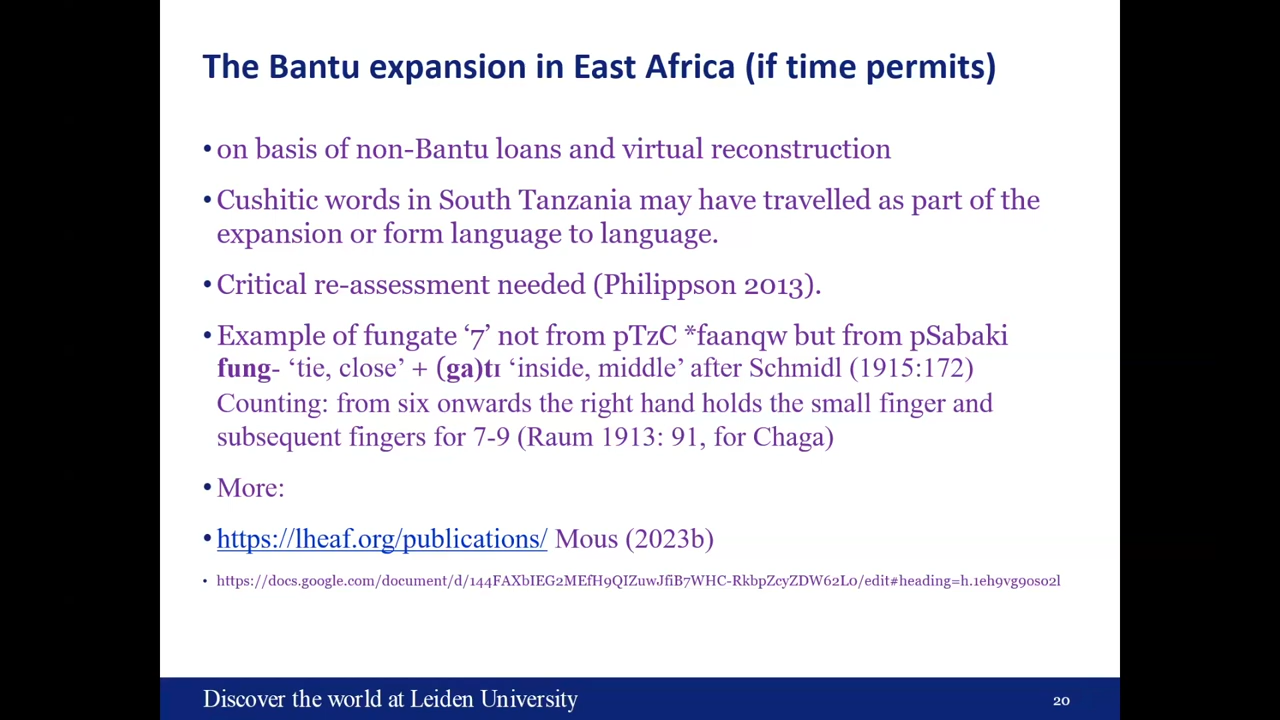 The Bantu expansion in East Africa (if time permits)
•on basis of non-Bantu loans and virtual reconstruction
•Cushitic words in South Tanzania may have travelled as part of the
expansion or form language to language.
•Critical re-assessment needed (Philippson 2013).
•Example of fungate ‘7’ not from pTzC *faanqw but from pSabaki
fung- ‘tie, close’ + (ga)tɪ ‘inside, middle’ after Schmidl (1915:172)
Counting: from six onwards the right hand holds the small finger and
subsequent fingers for 7-9 (Raum 1913: 91, for Chaga)
•More:
•https://lheaf.org/publications/ Mous (2023b)
•https://docs.google.com/document/d/144FAXbIEG2MEfH9QIZuwJfiB7WHC-RkbpZcyZDW62L0/edit#heading=h.1eh9vg90so2l
Discover the world at Leiden University
20